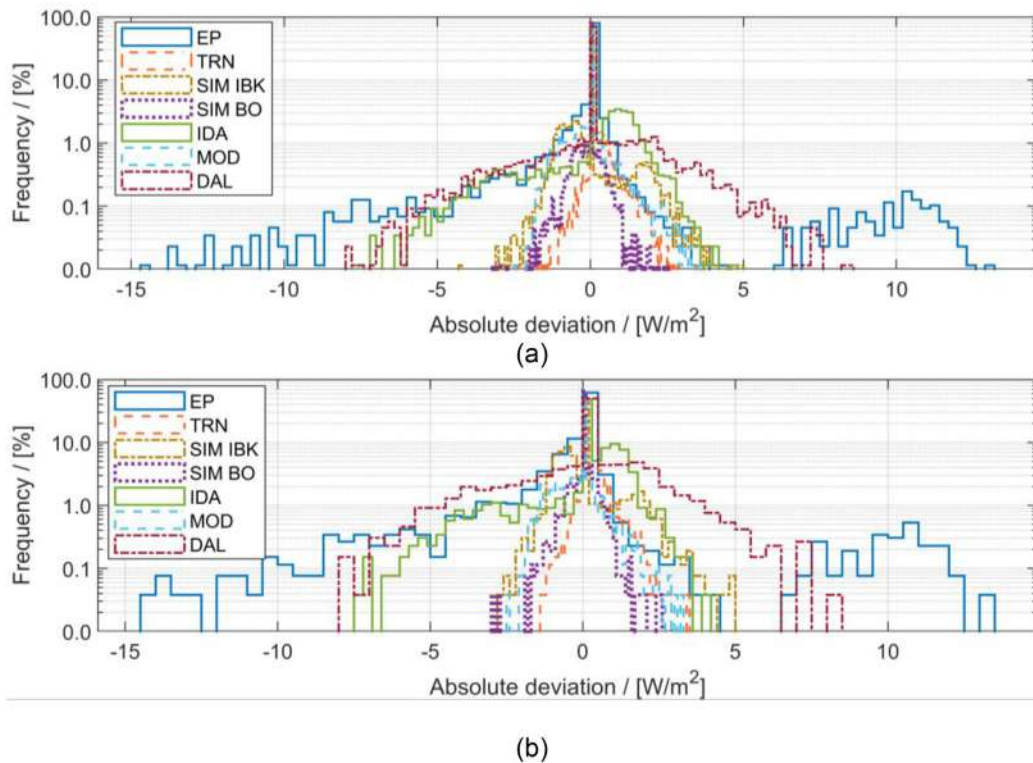 100.0
10.0
1.0
0.1
0.0
Frequency / [%]
EP
TRN
SIM IBK
SIM BO
IDA
MOD
DAL
-15 -10 -5 0 5 10
Absolute deviation / [W/m²]
(a)
100.0
10.0
1.0
0.1
0.0
Frequency / [%]
EP
TRN
SIM IBK
SIM BO
IDA
MOD
DAL
-15 -10 -5 0 5 10
Absolute deviation / [W/m²]
(b)